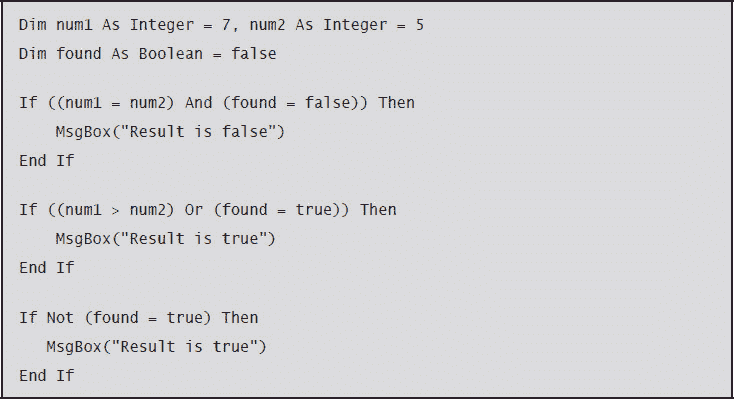 Dim num1 As Integer = 7, num2 As Integer = 5
Dim found As Boolean = false
If ((num1 = num2) And (found = false)) Then
MsgBox("Result is false")
End If
If ((num1 > num2) Or (found = true)) Then
MsgBox("Result is true")
End If
If Not (found = true) Then
MsgBox("Result is true")
End If